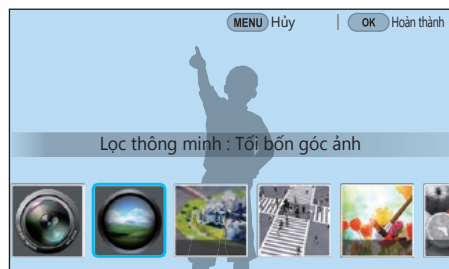 MENU Hủy | OK Hoàn thành
Lọc thông minh : Tối bốn góc ảnh